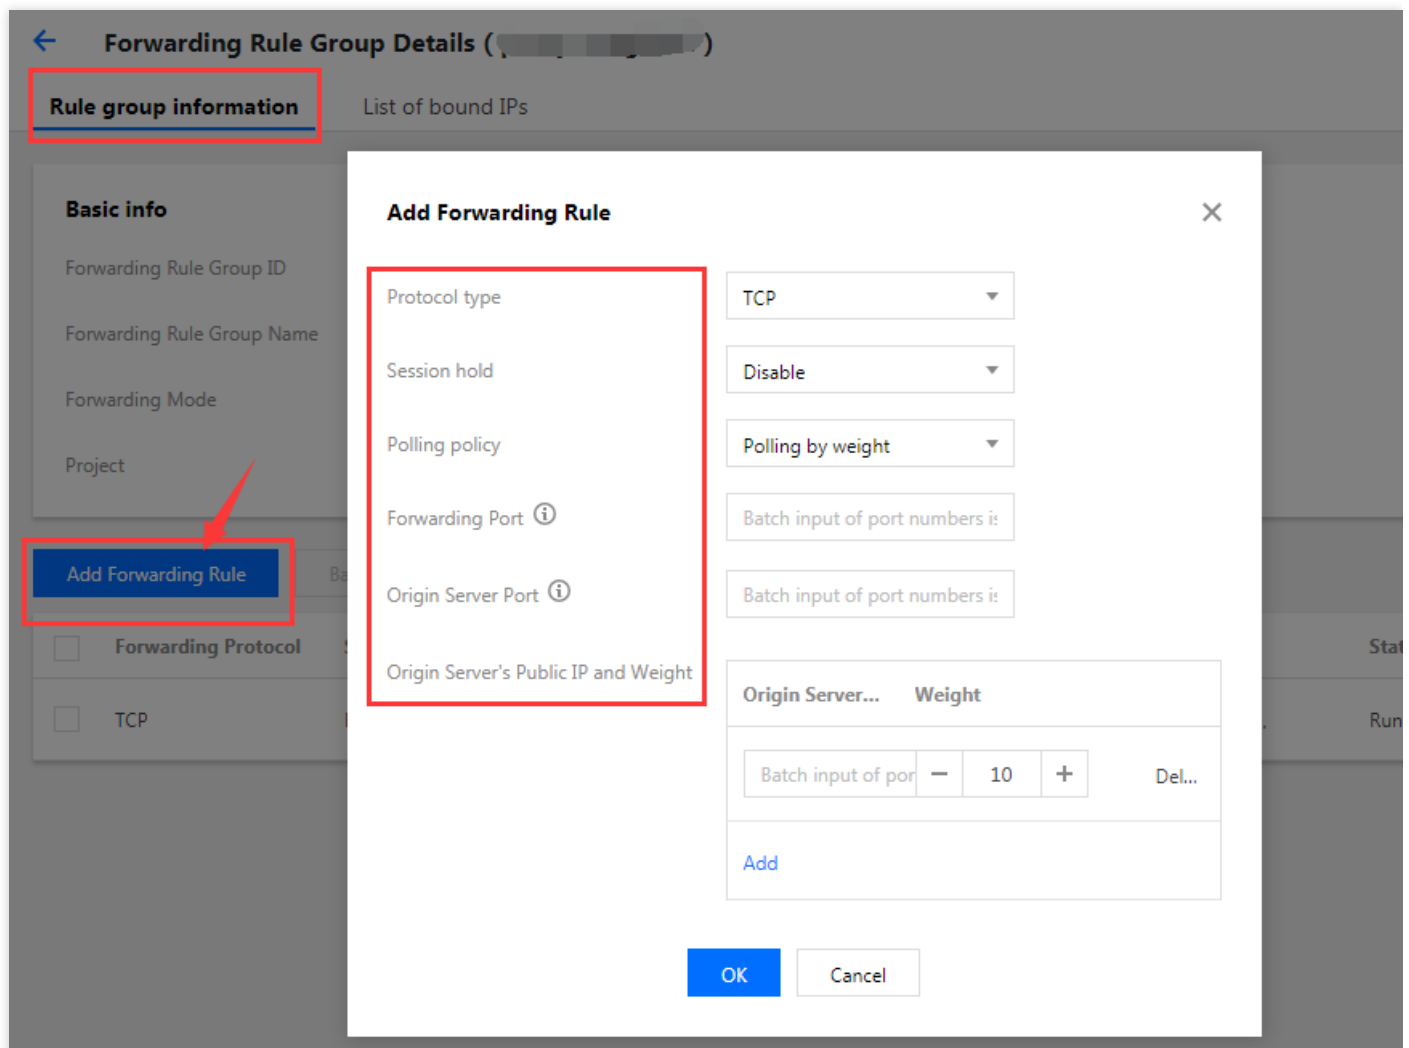 Forwarding Rule Group Details ( )
Rule group information List of bound IPs
Basic info
Forwarding Rule Group ID
Forwarding Rule Group Name
Forwarding Mode
Project
Add Forwarding Rule
Forwarding Protocol
TCP
Add Forwarding Rule
Protocol type TCP
Session hold Disable
Polling policy Polling by weight
Forwarding Port Batch input of port numbers
Origin Server Port Batch input of port numbers
Origin Server's Public IP and Weight
Origin Server... Weight
Batch input of por − 10 + Del...
Add
OK Cancel
Stat
Run